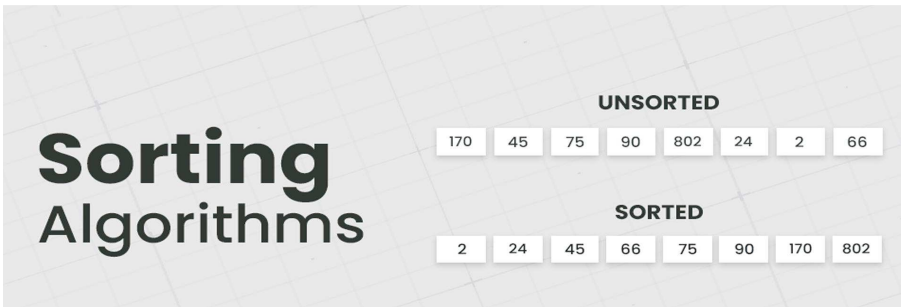 Sorting
Algorithms
UNSORTED
170 45 75 90 802 24 2 66
SORTED
2 24 45 66 75 90 170 802